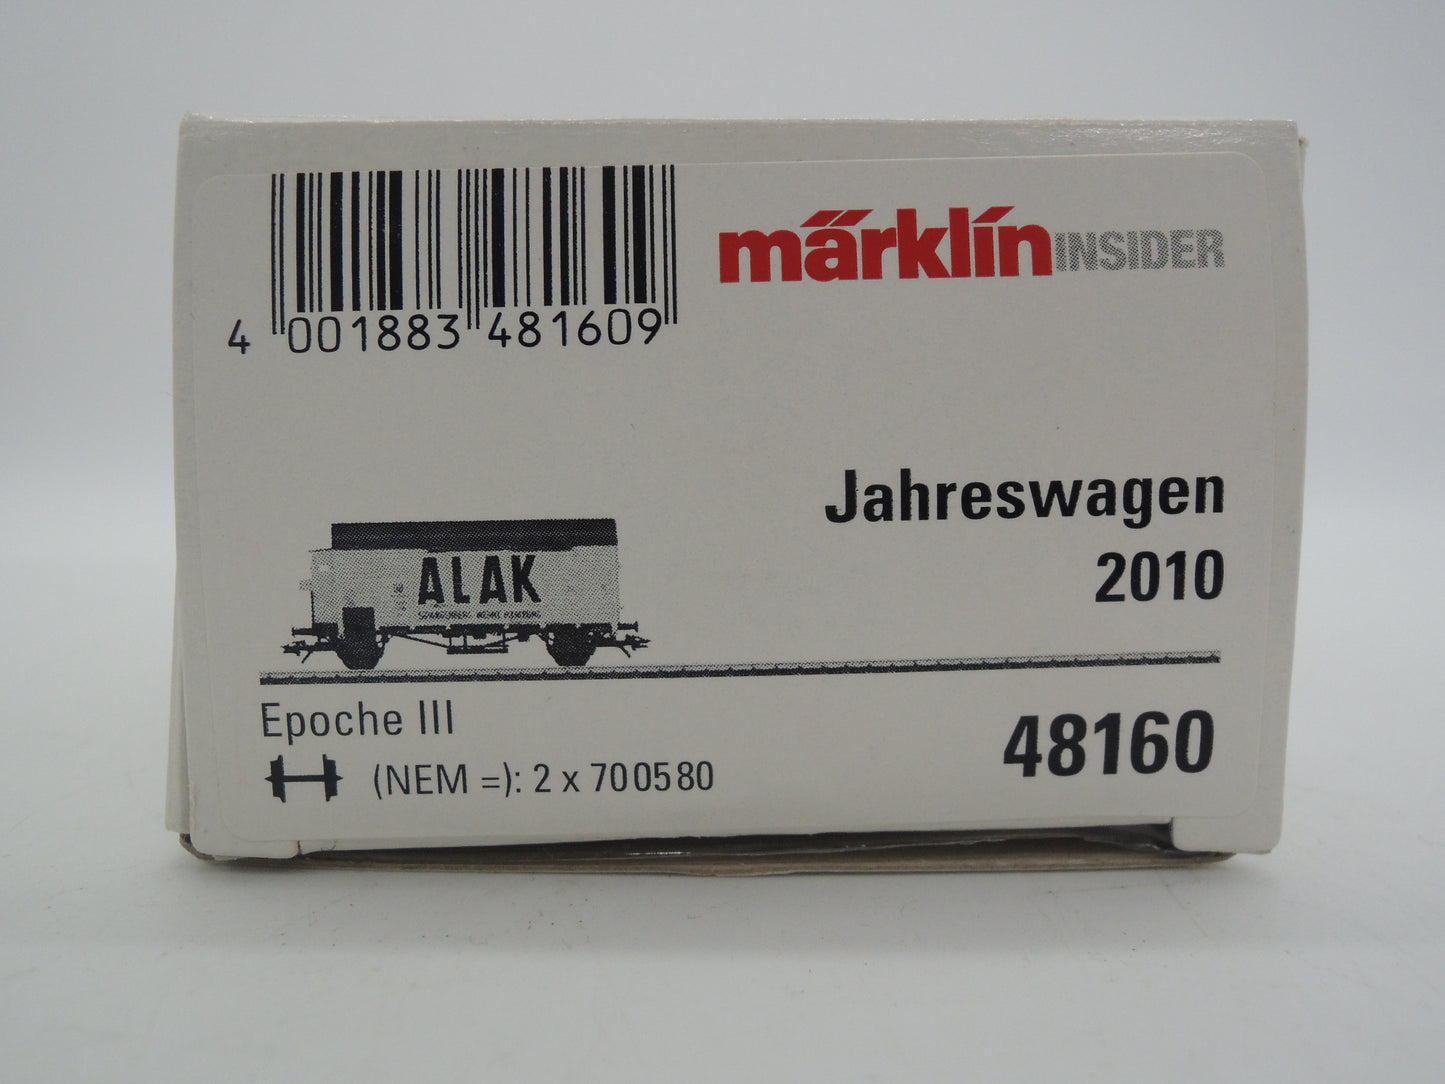 4 001883 481609
märklin INSIDER
Jahreswagen
2010
ALAK
Epoche III
48160
(NEM =): 2 x 700580